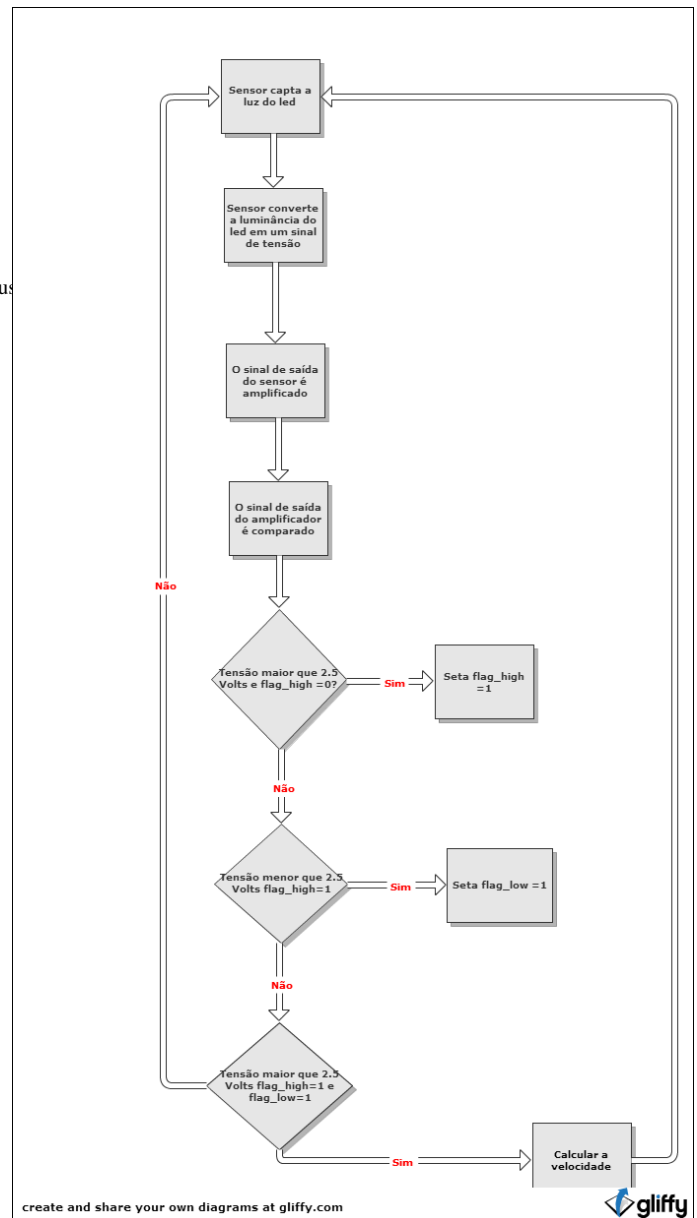 Sensor capta a
luz do led
Sensor converte
a luminância do
led em um sinal
de tensão
us
O sinal de saída
do sensor é
amplificado
O sinal de saída
do amplificador
é comparado
Não
Tensão maior que 2.5
Volts e flag_high =0?
Sim
Seta flag_high
=1
Não
Tensão menor que 2.5
Volts flag_high=1
Sim
Seta flag_low =1
Não
Tensão maior que 2.5
Volts flag_high=1 e
flag_low=1
Sim
Calcular a
velocidade
create and share your own diagrams at gliffy.com
gliffy